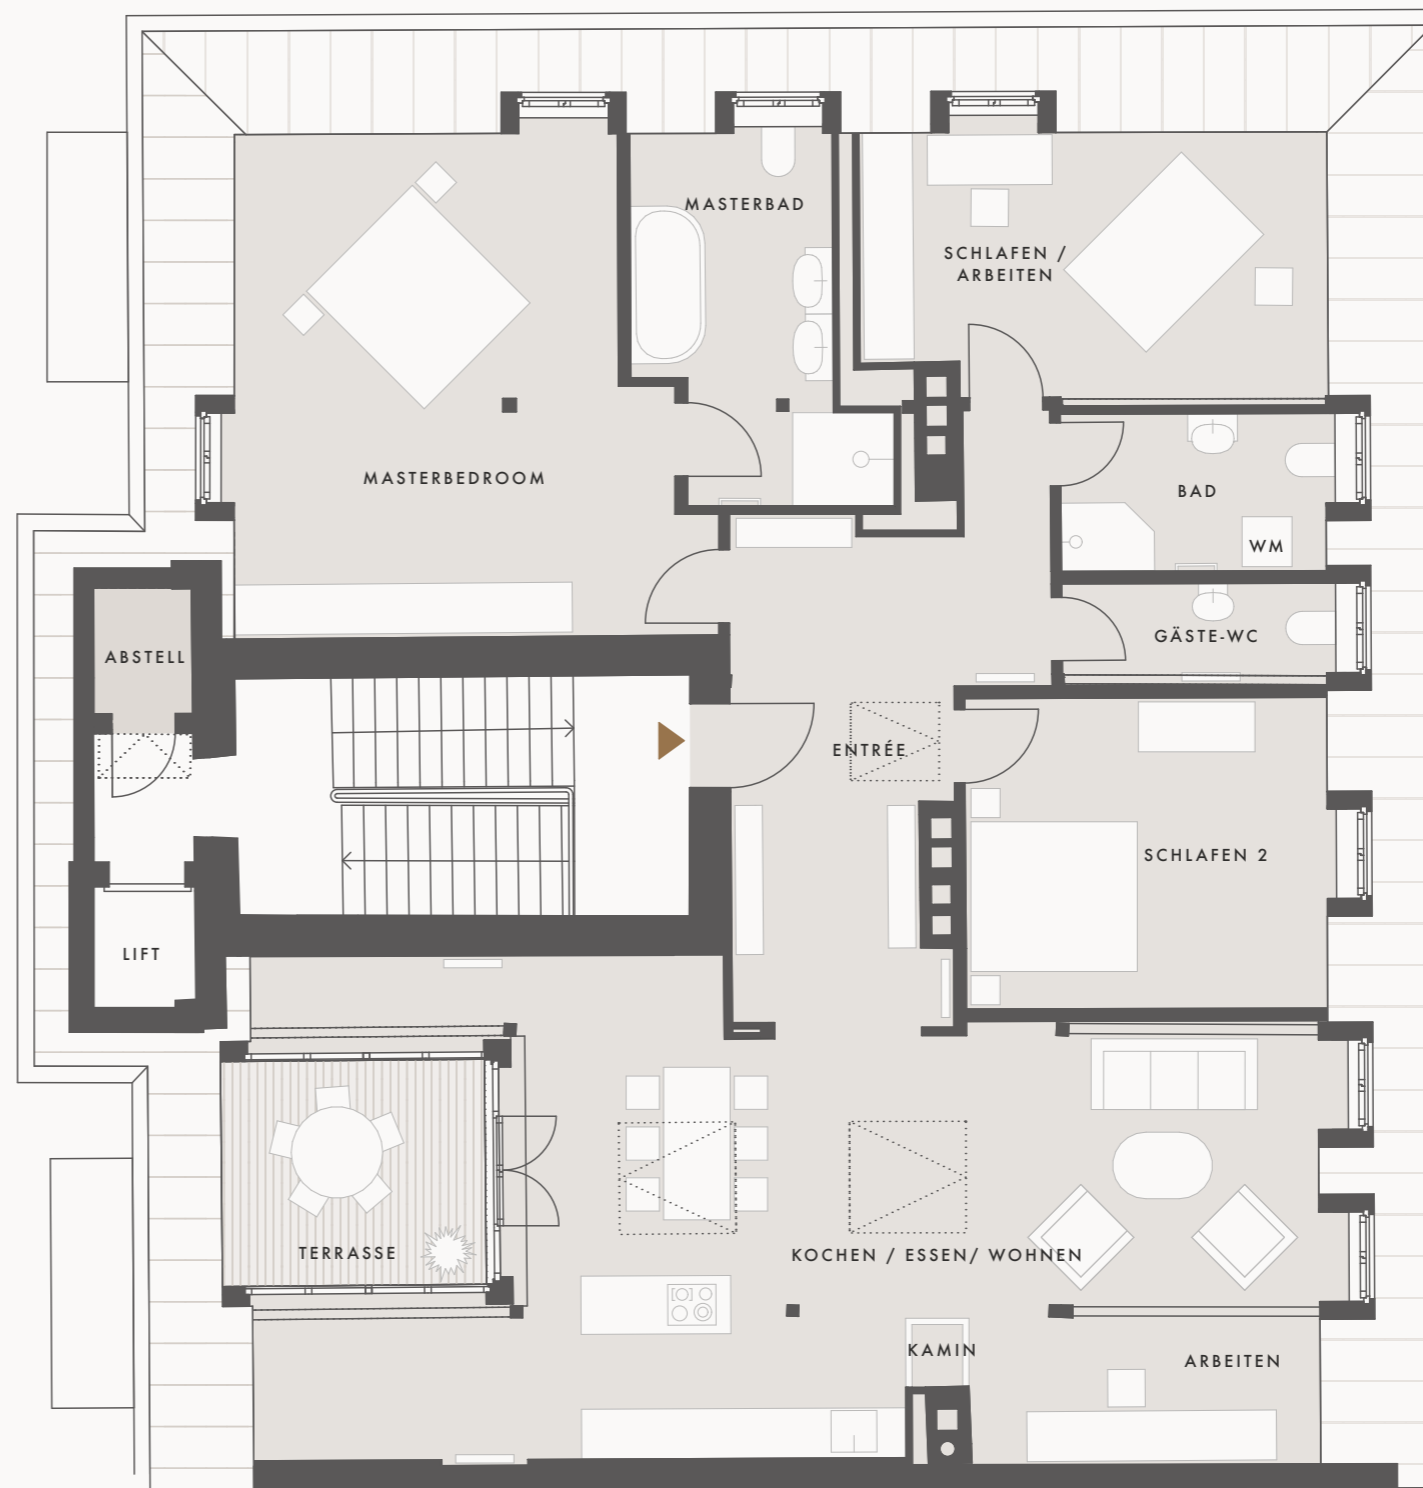 MASTERBAD
SCHLAFEN /
ARBEITEN
MASTERBEDROOM
BAD
WM
GÄSTE-WC
ABSTELL
ENTRÉE
SCHLAFEN 2
LIFT
TERRASSE
KOCHEN / ESSEN/ WOHNEN
KAMIN
ARBEITEN